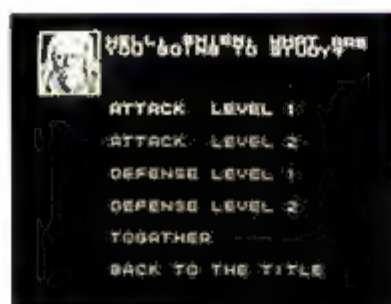 WELL, SHIEN, WHAT ARE
YOU GOING TO STUDY?
ATTACK LEVEL 1
ATTACK LEVEL 2
DEFENSE LEVEL 1
DEFENSE LEVEL 2
TOGATHER
BACK TO THE TITLE